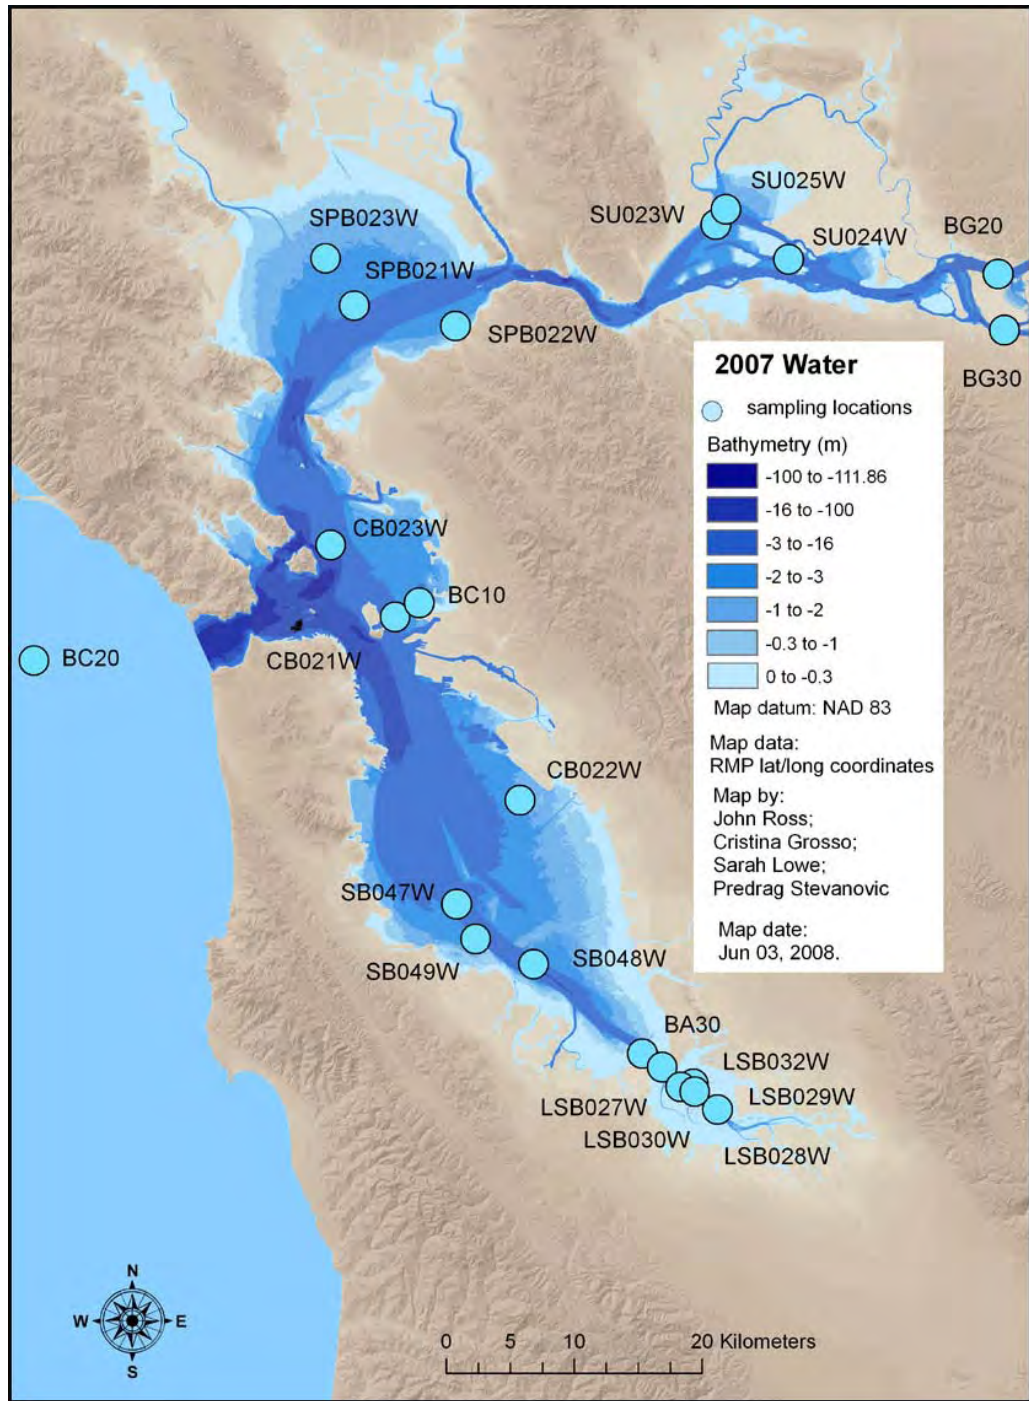 SU025W
SPB023W
SU023W
SU024W
BG20
SPB021W
SPB022W
BG30
2007 Water
sampling locations
Bathymetry (m)
-100 to -111.86
-16 to -100
-3 to -16
-2 to -3
-1 to -2
-0.3 to -1
0 to -0.3
Map datum: NAD 83
Map data:
RMP lat/long coordinates
Map by:
John Ross;
Cristina Grosso;
Sarah Lowe;
Predrag Stevanovic
Map date:
Jun 03, 2008.
CB023W
BC10
BC20
CB021W
CB022W
SB047W
SB049W
SB048W
BA30
LSB032W
LSB029W
LSB027W
LSB030W
LSB028W
N
W E
S
0 5 10 20 Kilometers